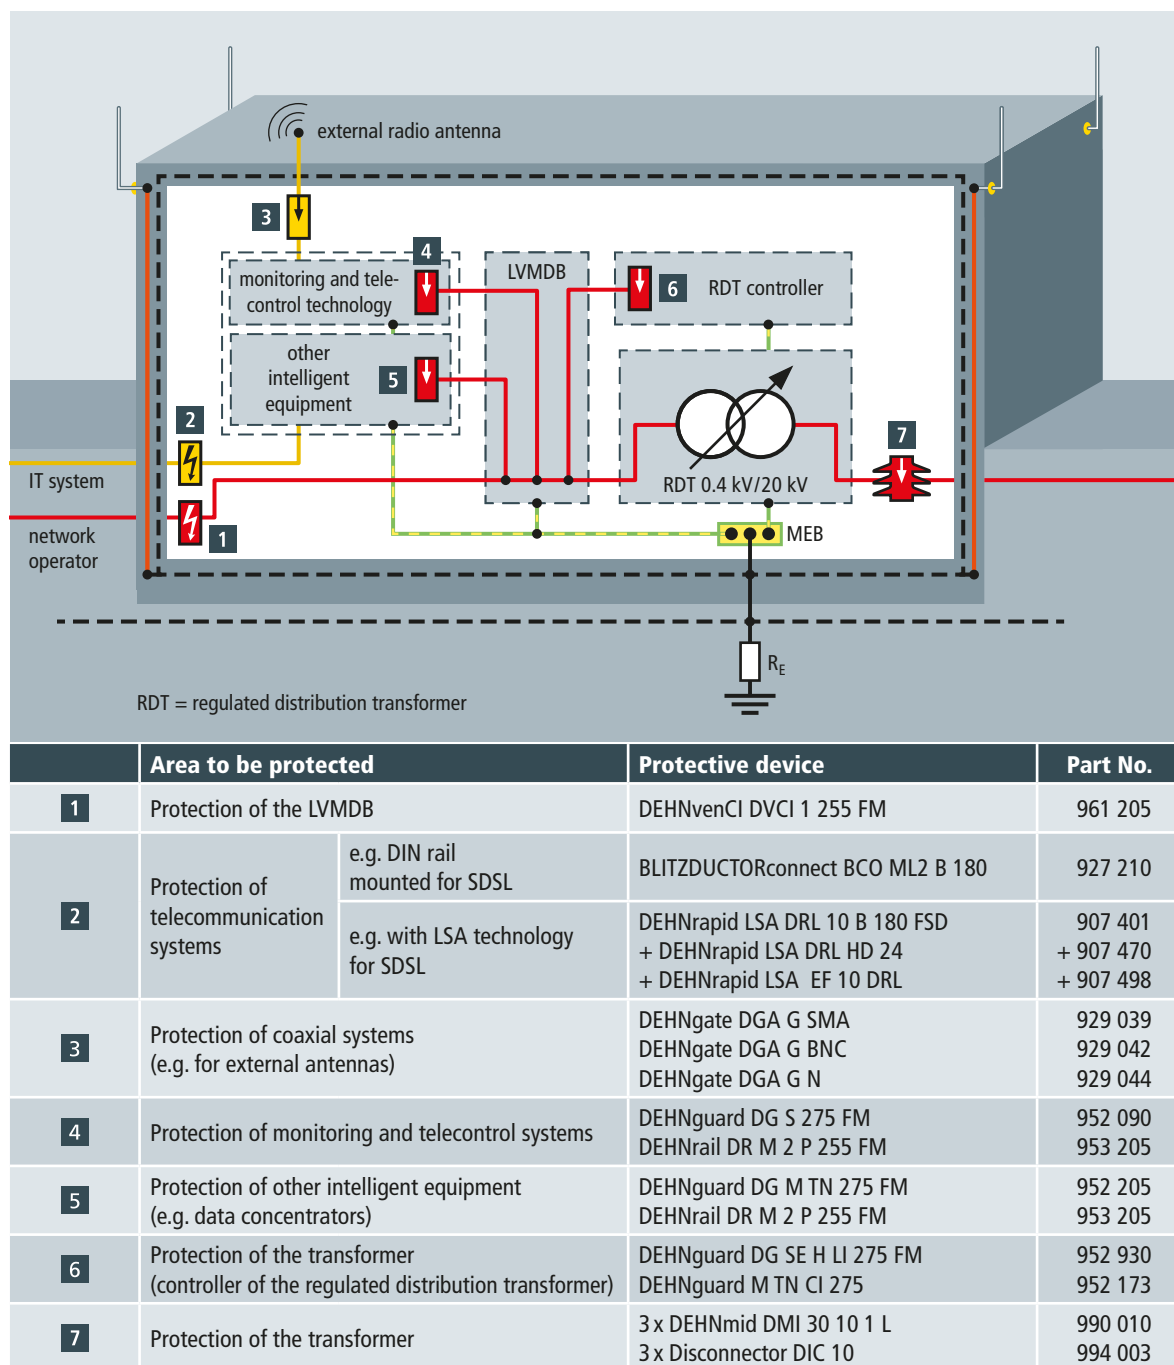 external radio antenna
3
4
monitoring and tele-
control technology
LVMDB
6
RDT controller
other
intelligent
equipment
5
2
7
IT system
RDT 0.4 kV/20 kV
network
operator
1
MEB
RE
RDT = regulated distribution transformer
Area to be protected Protective device Part No.
1 Protection of the LVMDB DEHNvenCI DVCI 1 255 FM 961 205
2 Protection of
telecommunication
systems
e.g. DIN rail
mounted for SDSL
BLITZDUCTORconnect BCO ML2 B 180 927 210
e.g. with LSA technology
for SDSL
DEHNrapid LSA DRL 10 B 180 FSD 907 401
+ DEHNrapid LSA DRL HD 24 + 907 470
+ DEHNrapid LSA EF 10 DRL + 907 498
3 Protection of coaxial systems
(e.g. for external antennas)
DEHNgate DGA G SMA 929 039
DEHNgate DGA G BNC 929 042
DEHNgate DGA G N 929 044
4 Protection of monitoring and telecontrol systems
DEHNguard DG S 275 FM 952 090
DEHNrail DR M 2 P 255 FM 953 205
5 Protection of other intelligent equipment
(e.g. data concentrators)
DEHNguard DG M TN 275 FM 952 205
DEHNrail DR M 2 P 255 FM 953 205
6 Protection of the transformer
(controller of the regulated distribution transformer)
DEHNguard DG SE H LI 275 FM 952 930
DEHNguard M TN CI 275 952 173
7 Protection of the transformer
3 x DEHNmid DMI 30 10 1 L 990 010
3 x Disconnector DIC 10 994 003